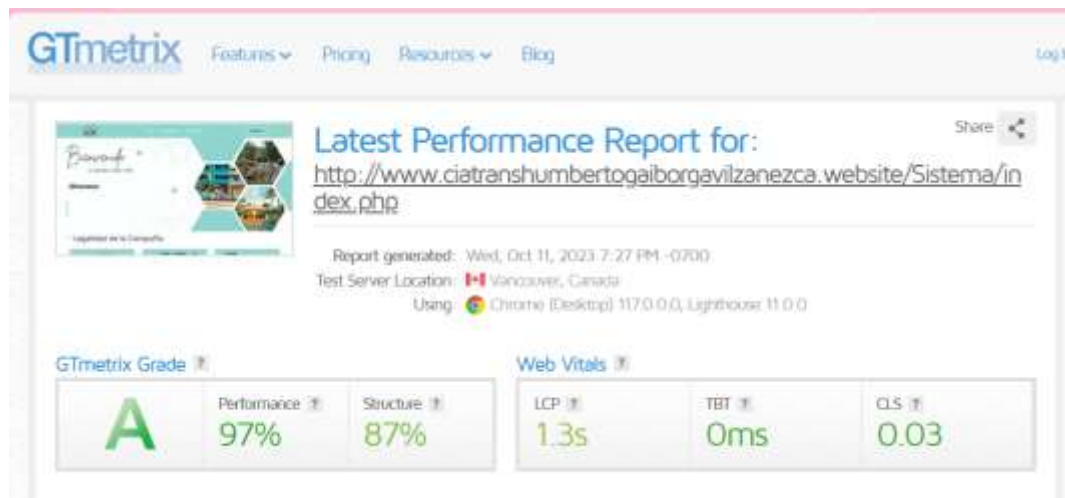 GTmetrix Features Pricing Resources Blog Log
Share
Latest Performance Report for:
http://www.ciatranshumbertogaiborgavilzanezca.website/Sistema/in
dex.php
Bienvenido
Report generated: Wed, Oct 11, 2023 7:27 PM -0700
Test Server Location: Vancouver, Canada
Using: Chrome (Desktop) 117.0.0.0, Lighthouse 11.0.0
GTmetrix Grade ?
Web Vitals ?
A
Performance ?
97%
Structure ?
87%
LCP ?
1.3s
TBT ?
0ms
CLS ?
0.03